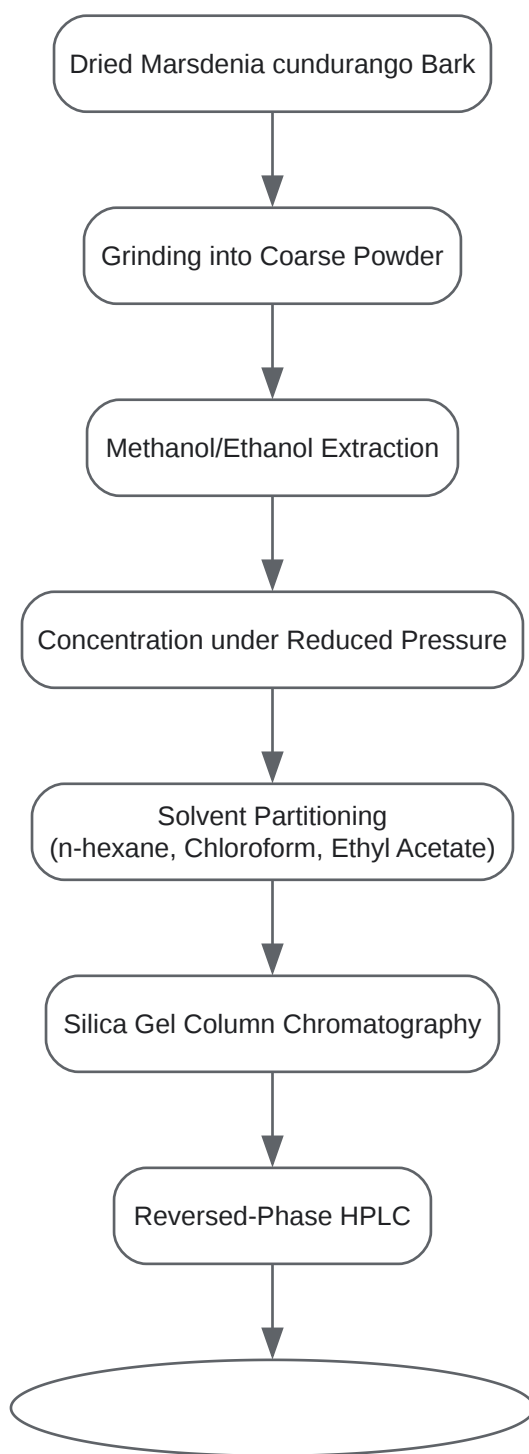 Dried Marsdenia cundurango Bark
Grinding into Coarse Powder
Methanol/Ethanol Extraction
Concentration under Reduced Pressure
Solvent Partitioning
(n-hexane, Chloroform, Ethyl Acetate)
Silica Gel Column Chromatography
Reversed-Phase HPLC